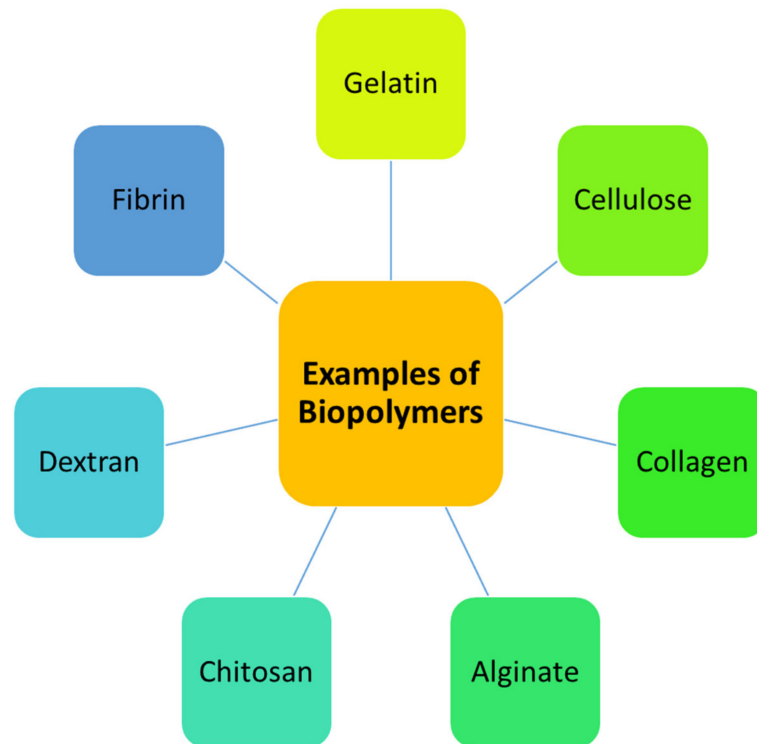 Gelatin
Fibrin
Cellulose
Examples of
Biopolymers
Dextran
Collagen
Chitosan
Alginate